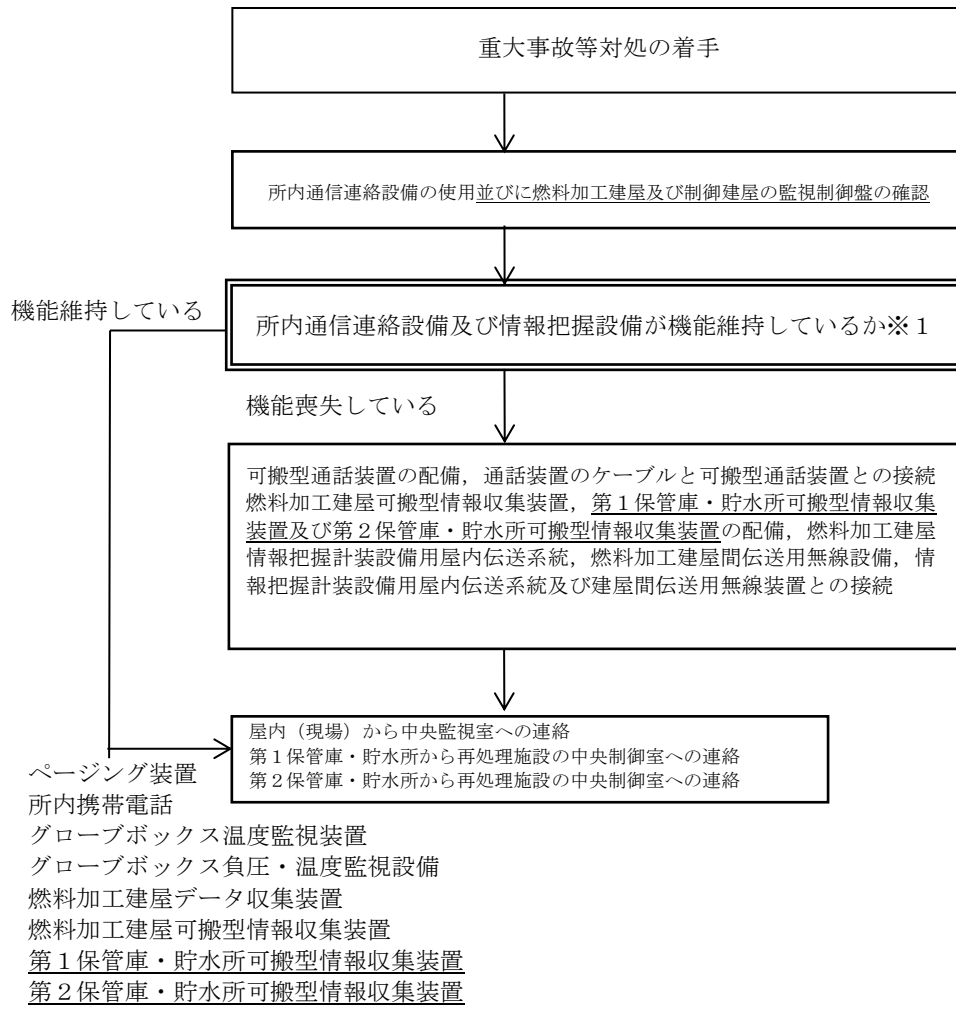 重大事故等対処の着手
所内通信連絡設備の使用並びに燃料加工建屋及び制御建屋の監視制御盤の確認
機能維持している
所内通信連絡設備及び情報把握設備が機能維持しているか※１
機能喪失している
可搬型通話装置の配備，通話装置のケーブルと可搬型通話装置との接続
燃料加工建屋可搬型情報収集装置，第１保管庫・貯水所可搬型情報収集
装置及び第２保管庫・貯水所可搬型情報収集装置の配備，燃料加工建屋
情報把握計装設備用屋内伝送系統，燃料加工建屋間伝送用無線設備，情
報把握計装設備用屋内伝送系統及び建屋間伝送用無線装置との接続
屋内（現場）から中央監視室への連絡
第１保管庫・貯水所から再処理施設の中央制御室への連絡
第２保管庫・貯水所から再処理施設の中央制御室への連絡
ページング装置
所内携帯電話
グローブボックス温度監視装置
グローブボックス負圧・温度監視設備
燃料加工建屋データ収集装置
燃料加工建屋可搬型情報収集装置
第１保管庫・貯水所可搬型情報収集装置
第２保管庫・貯水所可搬型情報収集装置